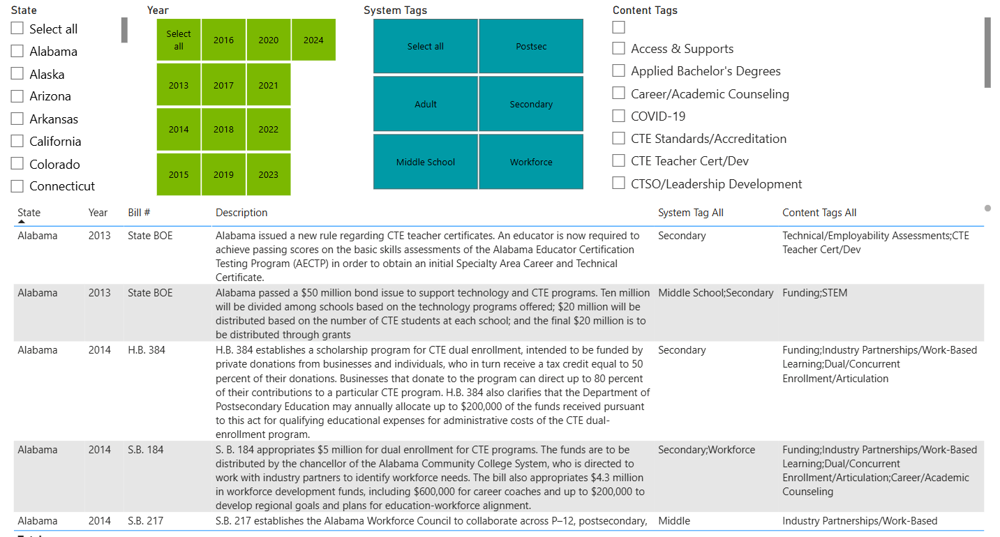 State
Select all
Alabama
Alaska
Arizona
Arkansas
California
Colorado
Connecticut
Year
Select all
2016
2020
2024
2013
2017
2021
2014
2018
2022
2015
2019
2023
System Tags
Select all
Postsec
Adult
Secondary
Middle School
Workforce
Content Tags
Access & Supports
Applied Bachelor's Degrees
Career/Academic Counseling
COVID-19
CTE Standards/Accreditation
CTE Teacher Cert/Dev
CTSO/Leadership Development
State Year Bill # Description System Tag All Content Tags All
Alabama 2013 State BOE
Alabama issued a new rule regarding CTE teacher certificates. An educator is now required to
achieve passing scores on the basic skills assessments of the Alabama Educator Certification
Testing Program (AECTP) in order to obtain an initial Specialty Area Career and Technical
Certificate.
Secondary
Technical/Employability Assessments;CTE
Teacher Cert/Dev
Alabama 2013 State BOE
Alabama passed a $50 million bond issue to support technology and CTE programs. Ten million
will be divided among schools based on the technology programs offered; $20 million will be
distributed based on the number of CTE students at each school; and the final $20 million is to
be distributed through grants
Middle School;Secondary
Funding;STEM
Alabama 2014 H.B. 384
H.B. 384 establishes a scholarship program for CTE dual enrollment, intended to be funded by
private donations from businesses and individuals, who in turn receive a tax credit equal to 50
percent of their donations. Businesses that donate to the program can direct up to 80 percent
of their contributions to a particular CTE program. H.B. 384 also clarifies that the Department of
Postsecondary Education may annually allocate up to $200,000 of the funds received pursuant
to this act for qualifying educational expenses for administrative costs of the CTE dual-
enrollment program.
Secondary
Funding;Industry Partnerships/Work-Based
Learning;Dual/Concurrent
Enrollment/Articulation
Alabama 2014 S.B. 184
S. B. 184 appropriates $5 million for dual enrollment for CTE programs. The funds are to be
distributed by the chancellor of the Alabama Community College System, who is directed to
work with industry partners to identify workforce needs. The bill also appropriates $4.3 million
in workforce development funds, including $600,000 for career coaches and up to $200,000 to
develop regional goals and plans for education-workforce alignment.
Secondary;Workforce
Funding;Industry Partnerships/Work-Based
Learning;Dual/Concurrent
Enrollment/Articulation;Career/Academic
Counseling
Alabama 2014 S.B. 217
S.B. 217 establishes the Alabama Workforce Council to collaborate across P–12, postsecondary,
Middle
Industry Partnerships/Work-Based